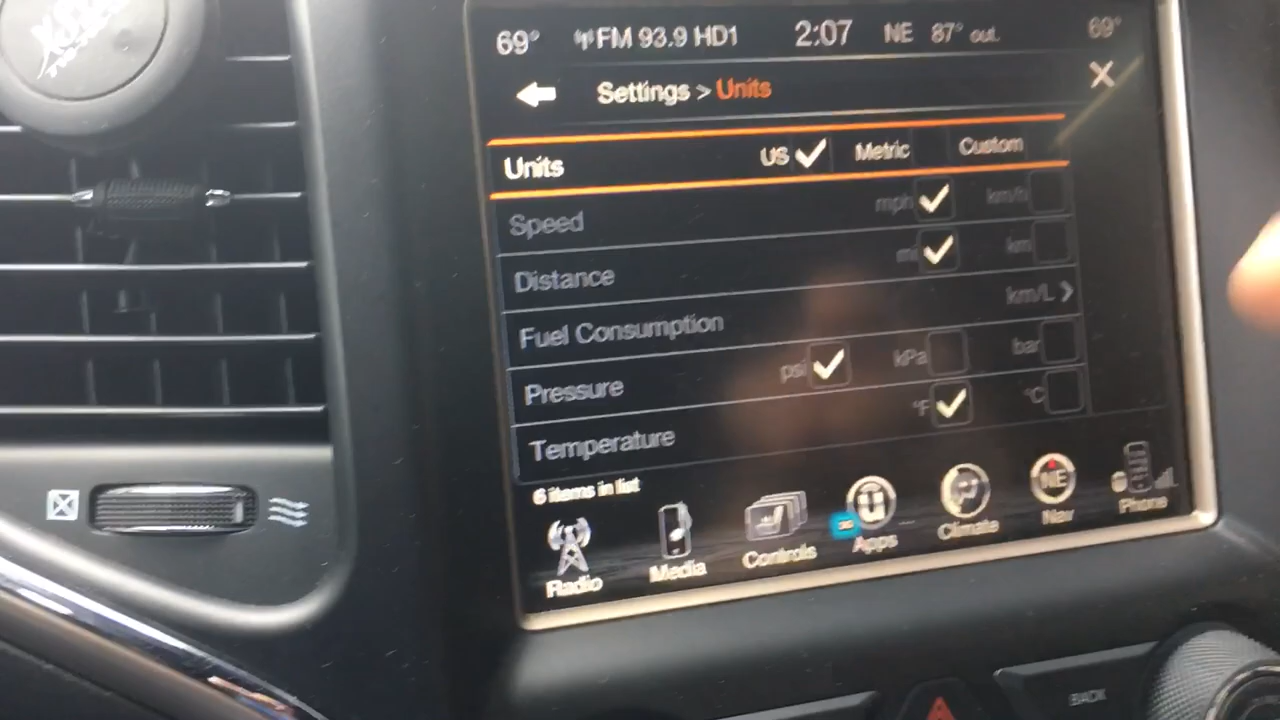 69° FM 93.9 HD1 2:07 NE 87° out. 69°
Settings > Units
Units US Metric Custom
Speed mph km/h
Distance mi km
Fuel Consumption km/L
Pressure psi kPa bar
Temperature °F °C
6 items in list
Radio Media Controls 3G Apps Climate NE Nav Phone
BACK